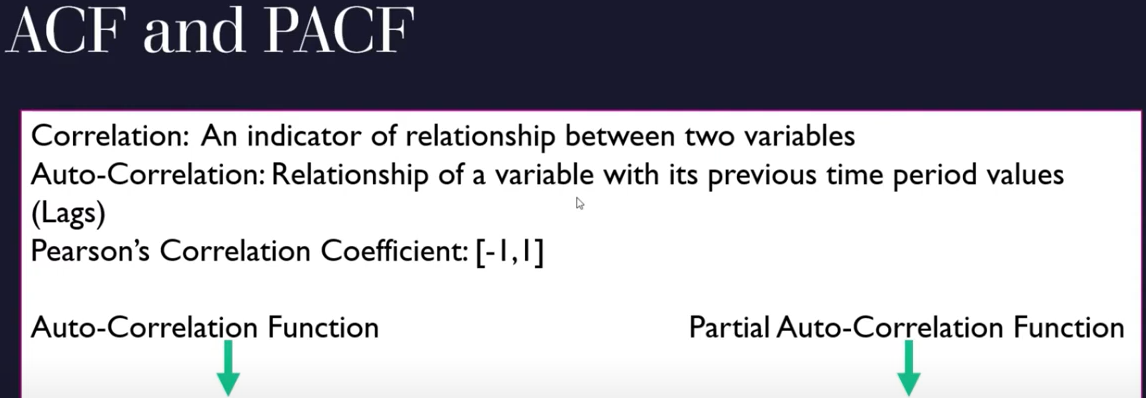 ACF and PACF
Correlation: An indicator of relationship between two variables
Auto-Correlation: Relationship of a variable with its previous time period values
(Lags)
Pearson’s Correlation Coefficient: [-1,1]
Auto-Correlation Function
Partial Auto-Correlation Function